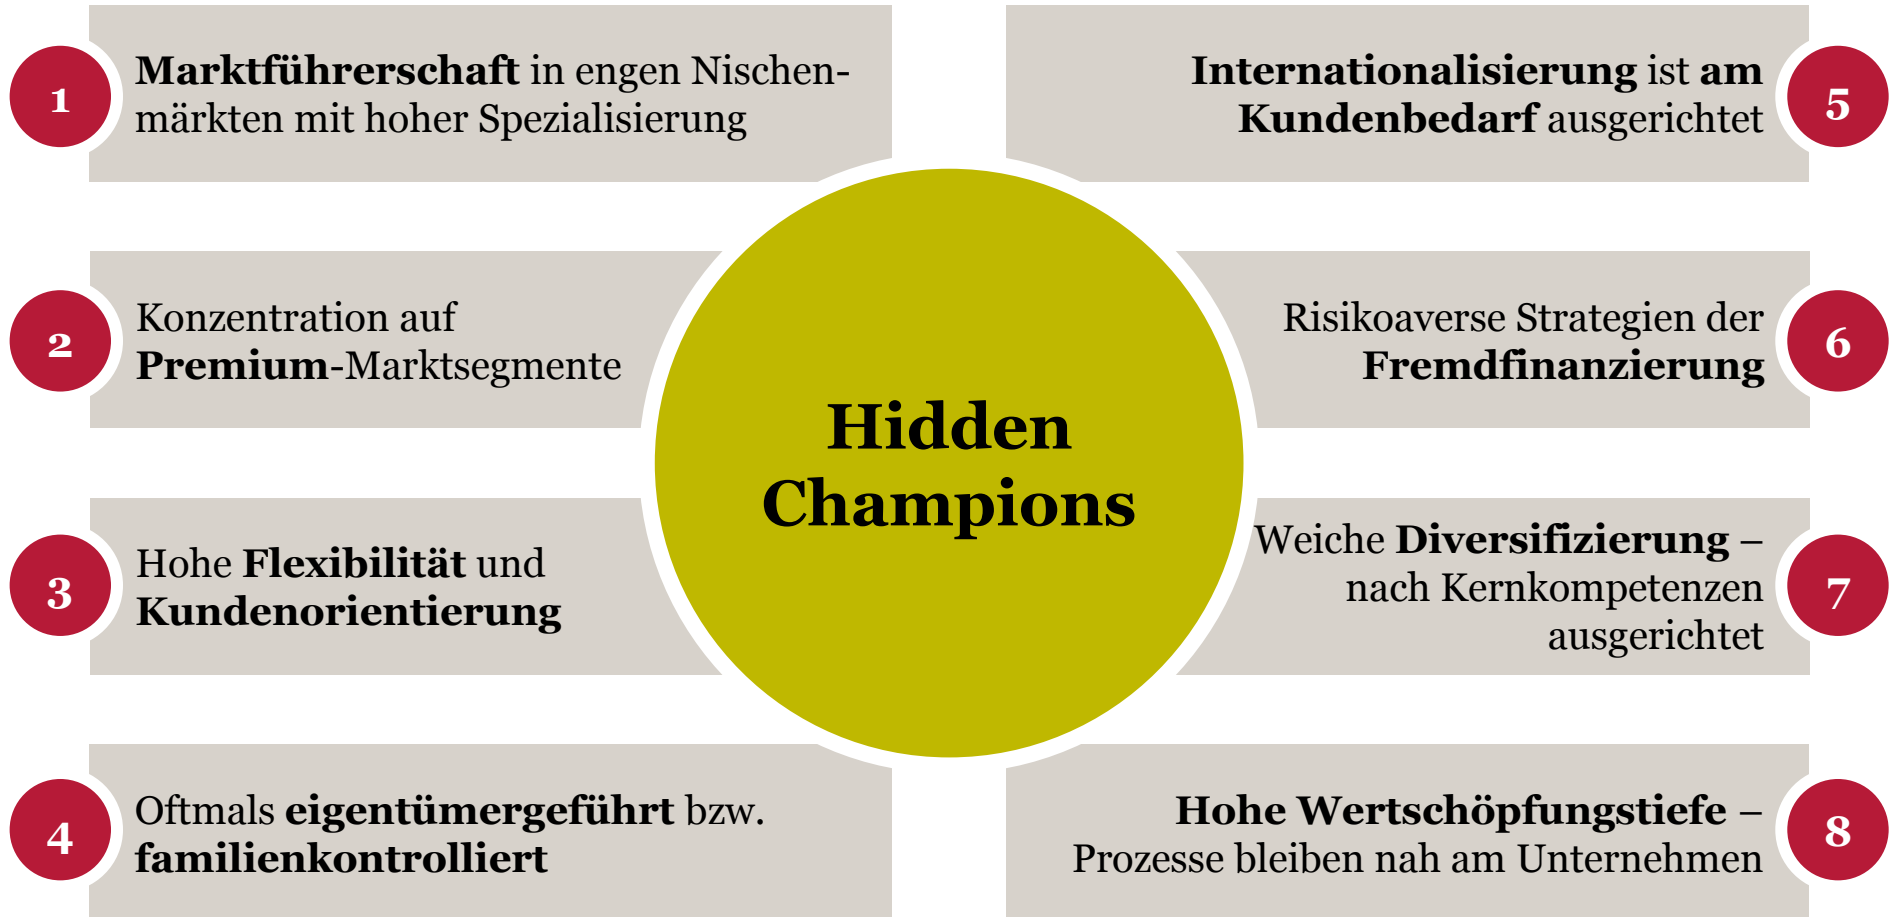 1
Marktführerschaft in engen Nischen-
märkten mit hoher Spezialisierung
2
Konzentration auf
Premium-Marktsegmente
3
Hohe Flexibilität und
Kundenorientierung
4
Oftmals eigentümergeführt bzw.
familienkontrolliert
Hidden
Champions
Internationalisierung ist am
Kundenbedarf ausgerichtet
5
Risikoaverse Strategien der
Fremdfinanzierung
6
Weiche Diversifizierung –
nach Kernkompetenzen
ausgerichtet
7
Hohe Wertschöpfungstiefe –
Prozesse bleiben nah am Unternehmen
8